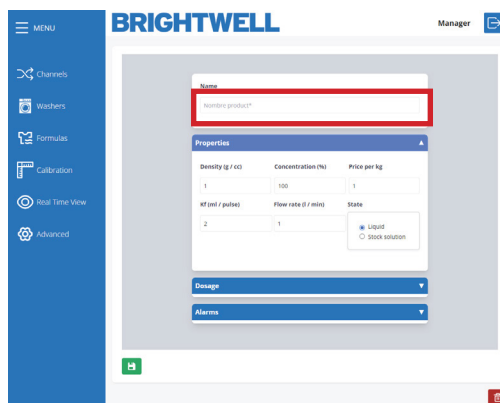 MENU
BRIGHTWELL
Manager
Channels
Washers
Formulas
Calibration
Real Time View
Advanced
Name
Nombre product*
Properties
Density (g / cc) Concentration (%) Price per kg
1 100 1
Kf (ml / pulse) Flow rate (l / min) State
2 1
Liquid
Stock solution
Dosage
Alarms